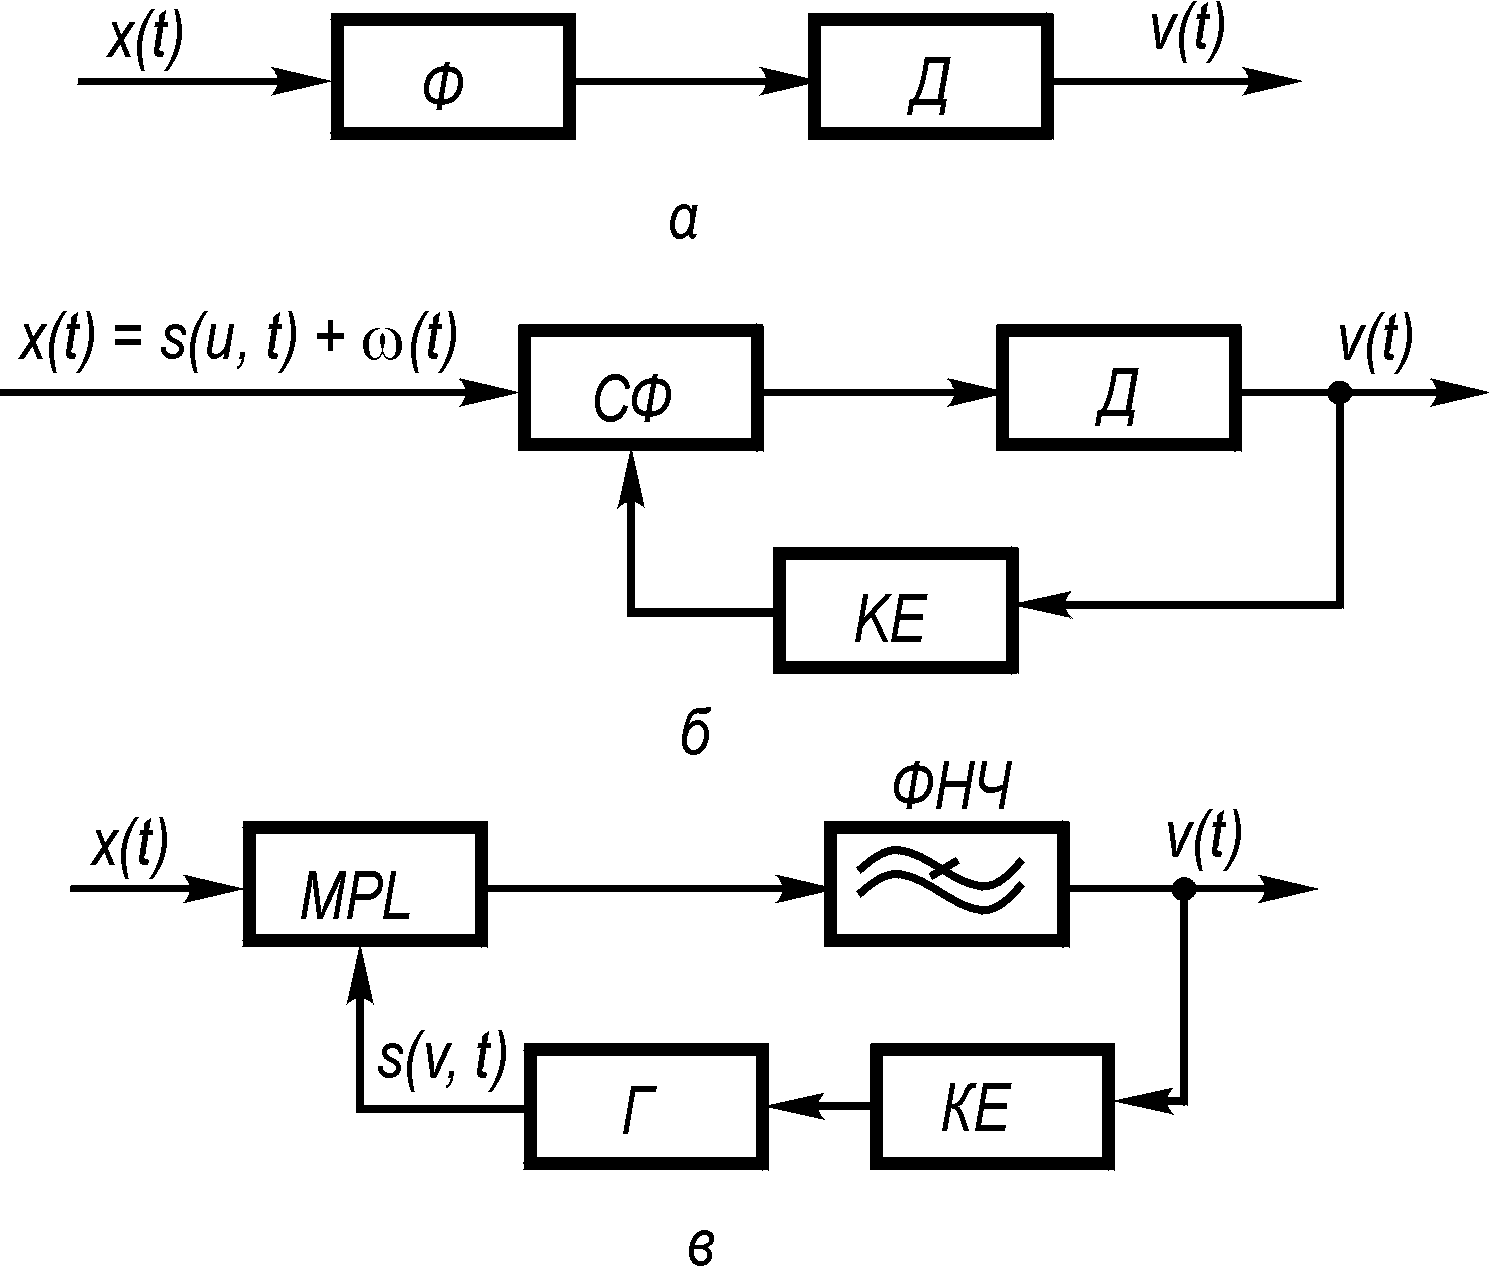 x(t) Ф Д v(t)
а
x(t) = s(u, t) + ω(t) СФ Д v(t)
КЕ
б
ФНЧ
x(t) MPL v(t)
s(v, t) Г КЕ
в